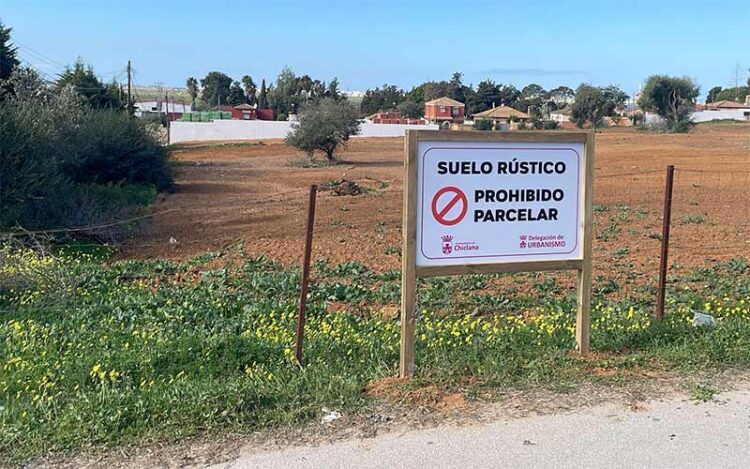 SUELO RÚSTICO
PROHIBIDO
PARCELAR
Chiclana
Delegación de
URBANISMO